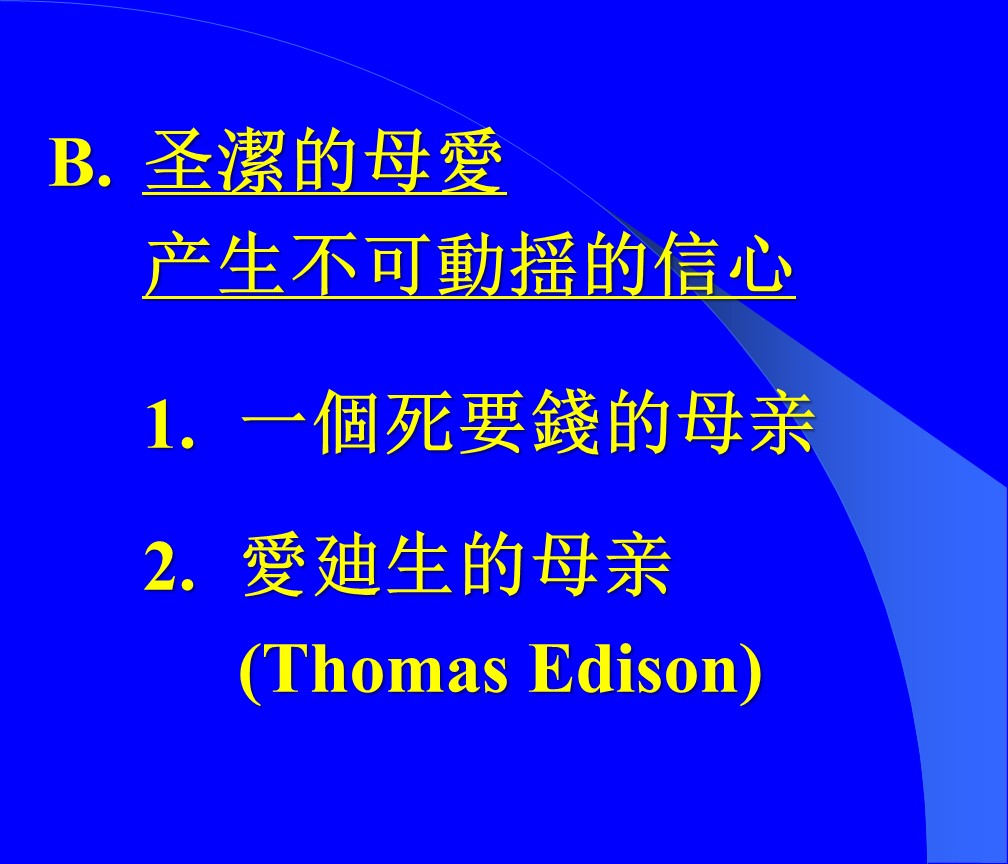 B. 圣潔的母愛
产生不可動摇的信心
1. 一個死要錢的母亲
2. 愛廸生的母亲
(Thomas Edison)